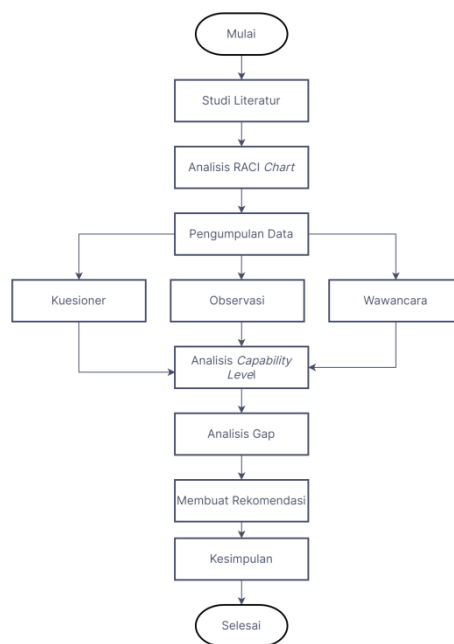 Mulai
Studi Literatur
Analisis RACI Chart
Pengumpulan Data
Kuesioner
Observasi
Wawancara
Analisis Capability
Level
Analisis Gap
Membuat Rekomendasi
Kesimpulan
Selesai